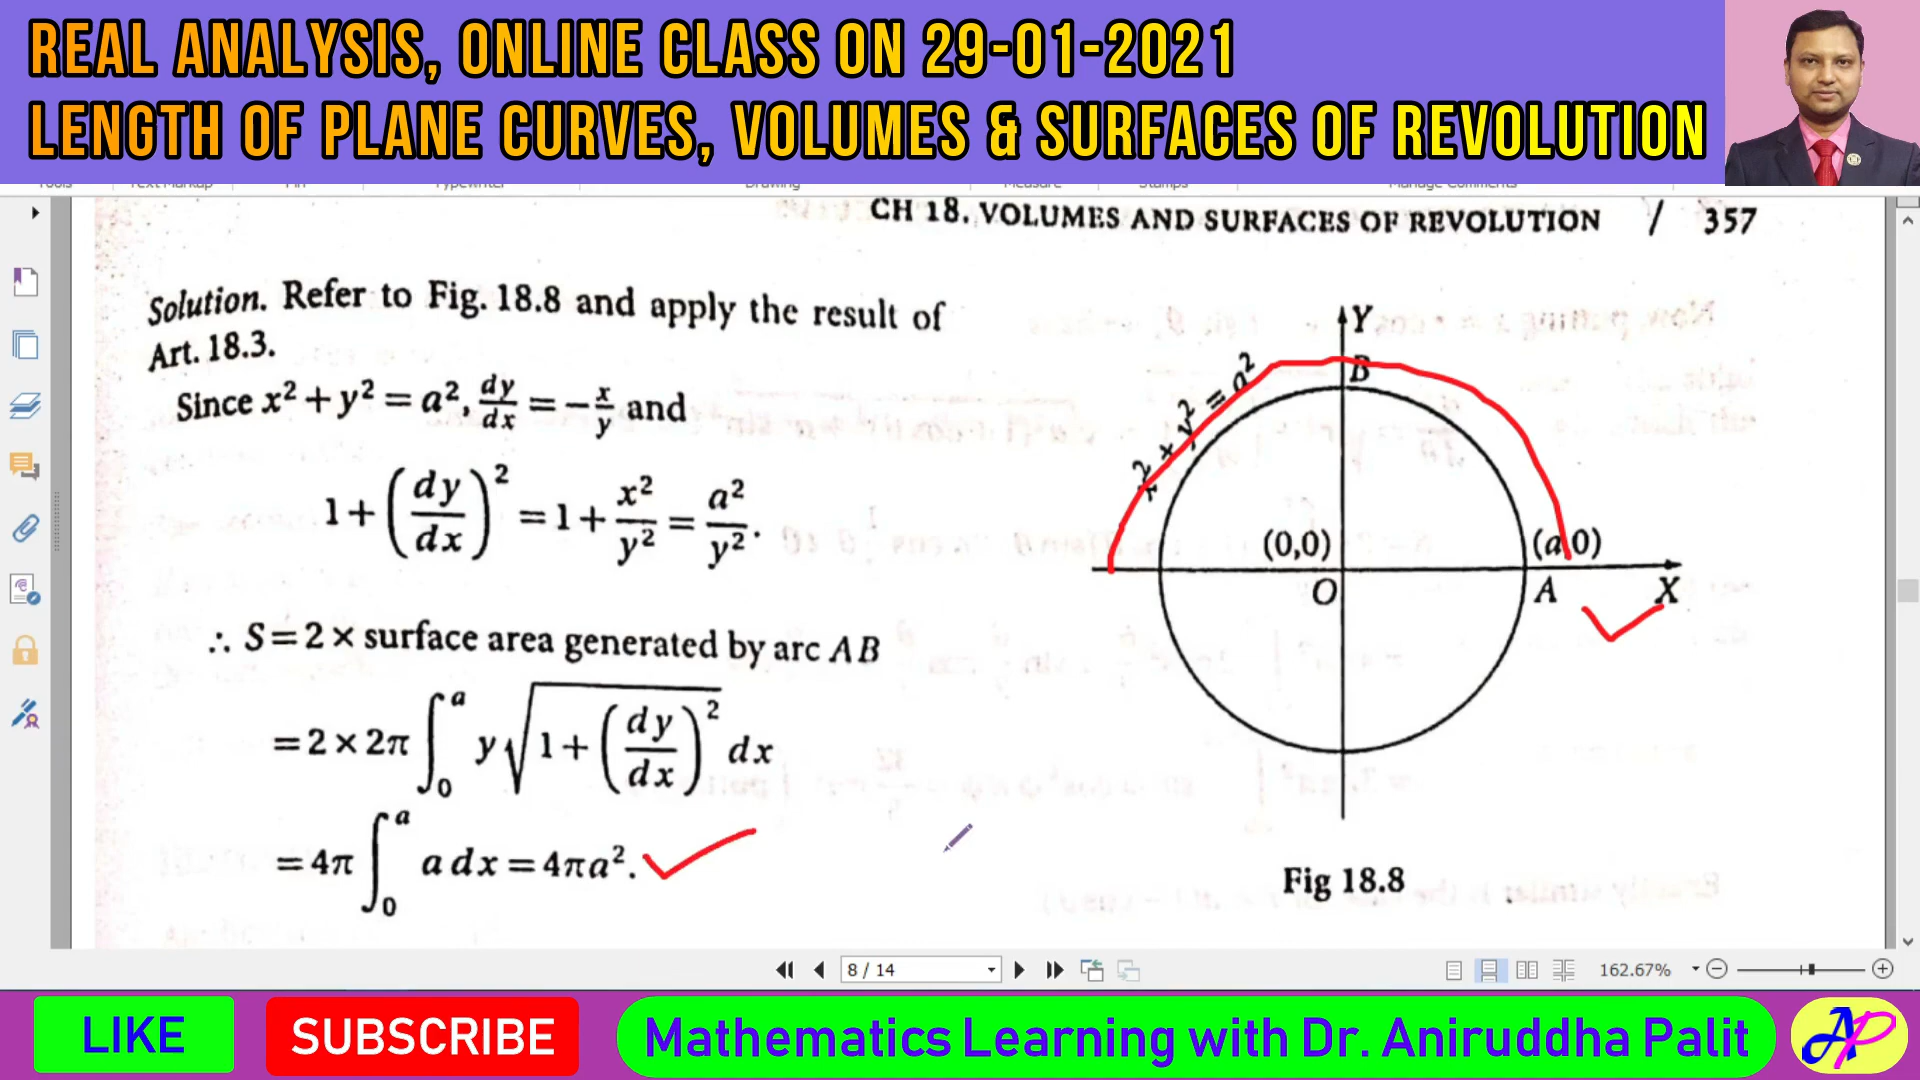 REAL ANALYSIS, ONLINE CLASS ON 29-01-2021
LENGTH OF PLANE CURVES, VOLUMES & SURFACES OF REVOLUTION
CH 18. VOLUMES AND SURFACES OF REVOLUTION / 357
Solution. Refer to Fig. 18.8 and apply the result of
Art. 18.3.
Since x² + y² = a², dy/dx = −x/y and
1 + (dy/dx)² = 1 + x²/y² = a²/y².
∴ S = 2 × surface area generated by arc AB
= 2 × 2π ∫₀ᵃ y√(1 + (dy/dx)²) dx
= 4π ∫₀ᵃ a dx = 4πa².
Y
B
x² + y² = a²
(0,0)
(a,0)
O
A
X
Fig 18.8
8 / 14
162.67%
LIKE
SUBSCRIBE
Mathematics Learning with Dr. Aniruddha Palit
AP